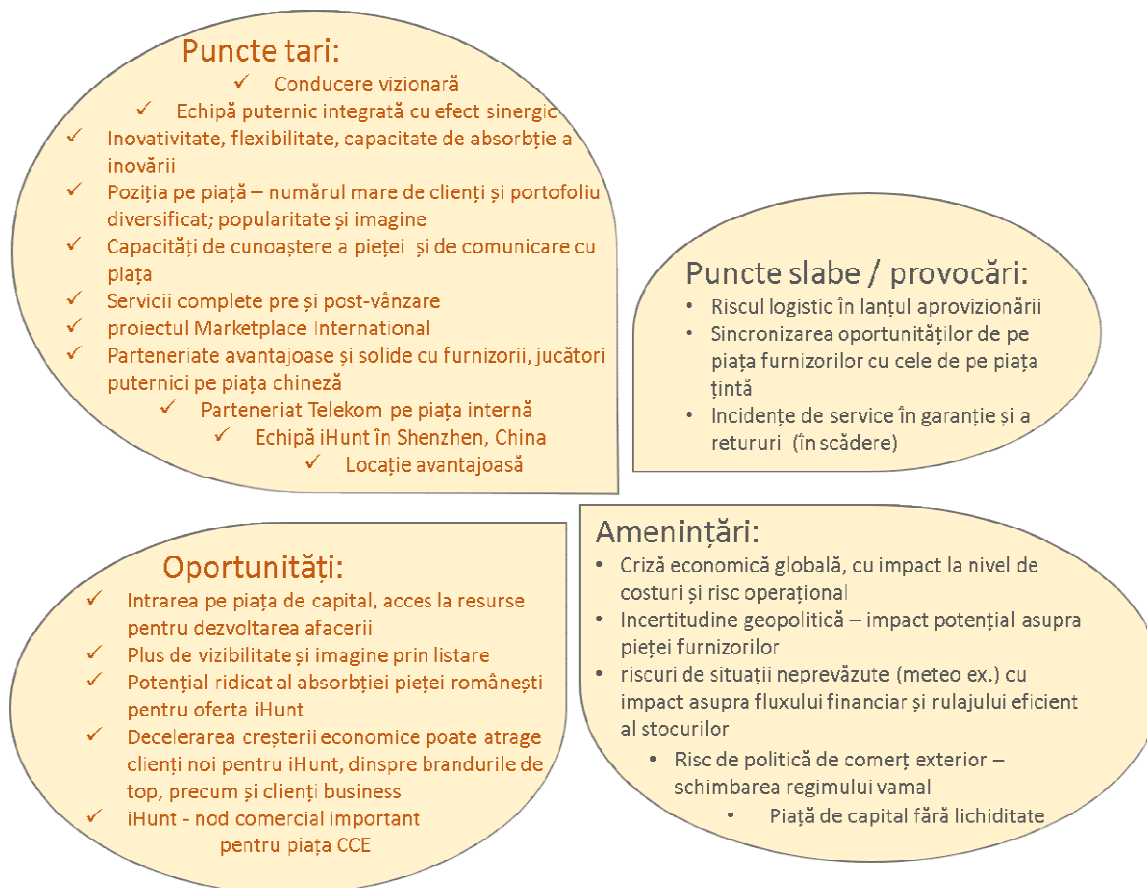 Puncte tari:
✓ Conducere vizionară
✓ Echipă puternic integrată cu efect sinergic
✓ Inovativitate, flexibilitate, capacitate de absorbție a
inovării
✓ Poziția pe piață – numărul mare de clienți și portofoliu
diversificat; popularitate și imagine
✓ Capacități de cunoaștere a pieței și de comunicare cu
piața
✓ Servicii complete pre și post-vânzare
✓ proiectul Marketplace International
✓ Parteneriate avantajoase și solide cu furnizorii, jucători
puternici pe piața chineză
✓ Parteneriat Telekom pe piața internă
✓ Echipă iHunt în Shenzhen, China
✓ Locație avantajoasă
Puncte slabe / provocări:
• Riscul logistic în lanțul aprovizionării
• Sincronizarea oportunităților de pe
piața furnizorilor cu cele de pe piața
țintă
• Incidențe de service în garanție și a
retururi (în scădere)
Oportunități:
✓ Intrarea pe piața de capital, acces la resurse
pentru dezvoltarea afacerii
✓ Plus de vizibilitate și imagine prin listare
✓ Potențial ridicat al absorbției pieței românești
pentru oferta iHunt
✓ Decelerarea creșterii economice poate atrage
clienți noi pentru iHunt, dinspre brandurile de
top, precum și clienți business
✓ iHunt - nod comercial important
pentru piața CCE
Amenințări:
• Criză economică globală, cu impact la nivel de
costuri și risc operațional
• Incertitudine geopolitică – impact potențial asupra
pieței furnizorilor
• riscuri de situații neprevăzute (meteo ex.) cu
impact asupra fluxului financiar și rulajului eficient
al stocurilor
• Risc de politică de comerț exterior –
schimbarea regimului vamal
• Piață de capital fără lichiditate